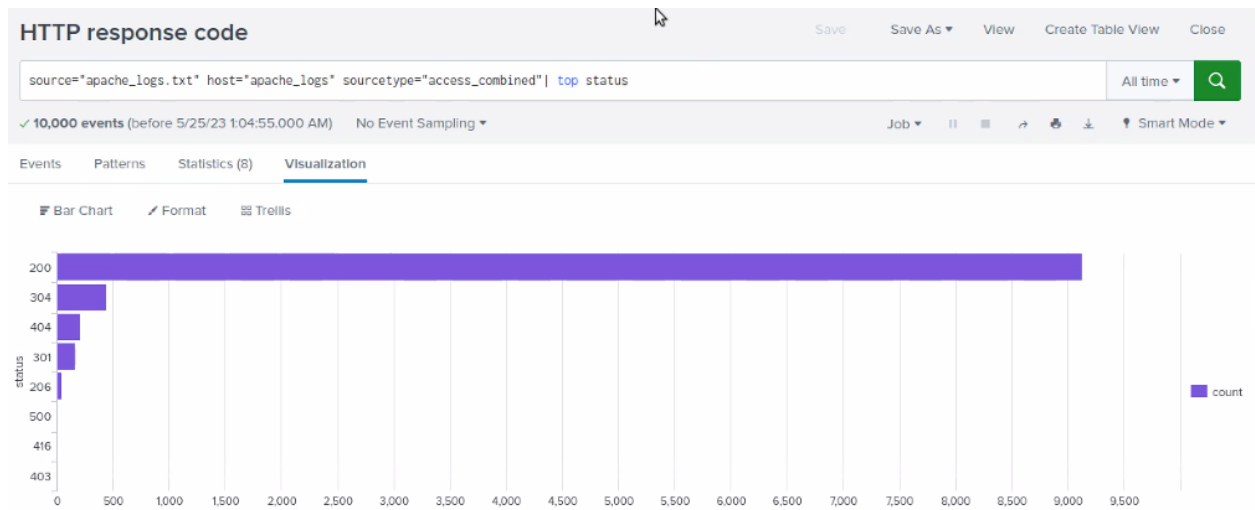 HTTP response code
Save Save As View Create Table View Close
source="apache_logs.txt" host="apache_logs" sourcetype="access_combined"| top status
All time
10,000 events (before 5/25/23 1:04:55.000 AM) No Event Sampling
Job Smart Mode
Events Patterns Statistics (8) Visualization
Bar Chart Format Trellis
200
304
404
301
206
500
416
403
status
count
0 500 1,000 1,500 2,000 2,500 3,000 3,500 4,000 4,500 5,000 5,500 6,000 6,500 7,000 7,500 8,000 8,500 9,000 9,500